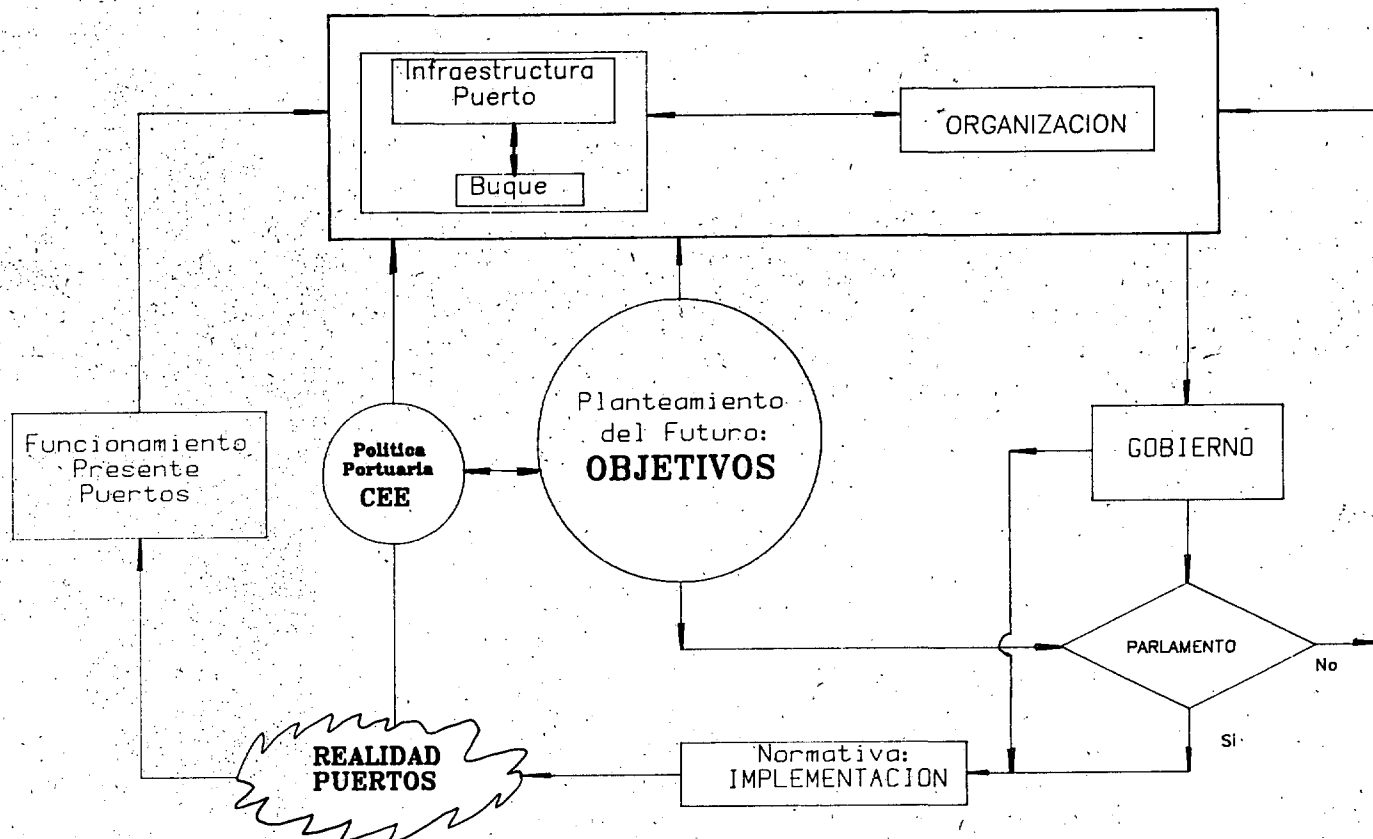 Infraestructura
Puerto
Buque
ORGANIZACION
Funcionamiento
Presente
Puertos
Politica
Portuaria
CEE
Planteamiento
del Futuro:
OBJETIVOS
GOBIERNO
PARLAMENTO
No
Si
Normativa:
IMPLEMENTACION
REALIDAD
PUERTOS